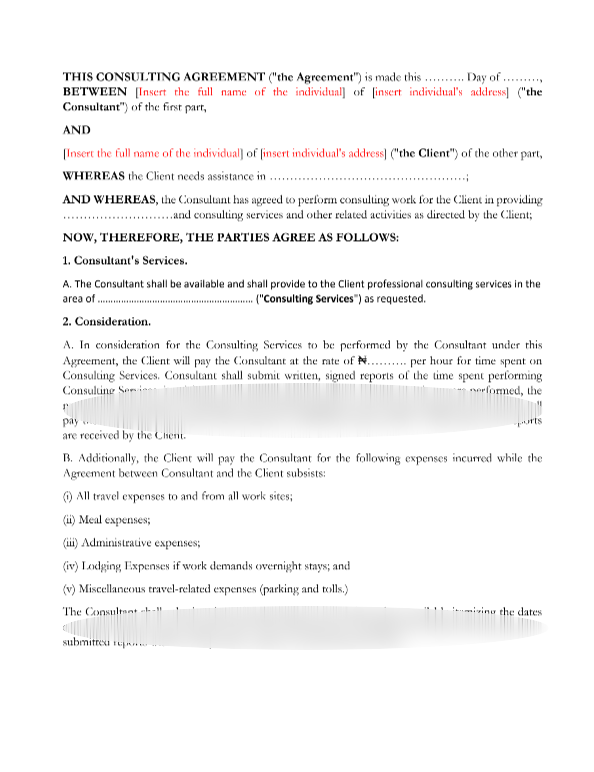 THIS CONSULTING AGREEMENT ("the Agreement") is made this ………. Day of ………,
BETWEEN [Insert the full name of the individual] of [insert individual's address] ("the
Consultant") of the first part,
AND
[Insert the full name of the individual] of [insert individual's address] ("the Client") of the other part,
WHEREAS the Client needs assistance in …………………………………………;
AND WHEREAS, the Consultant has agreed to perform consulting work for the Client in providing
………………………and consulting services and other related activities as directed by the Client;
NOW, THEREFORE, THE PARTIES AGREE AS FOLLOWS:
1. Consultant's Services.
A. The Consultant shall be available and shall provide to the Client professional consulting services in the
area of ……………………………………………… ("Consulting Services") as requested.
2. Consideration.
A. In consideration for the Consulting Services to be performed by the Consultant under this
Agreement, the Client will pay the Consultant at the rate of ₦………. per hour for time spent on
Consulting Services. Consultant shall submit written, signed reports of the time spent performing
Consulting performed, the
pay
are received by the Client.
B. Additionally, the Client will pay the Consultant for the following expenses incurred while the
Agreement between Consultant and the Client subsists:
(i) All travel expenses to and from all work sites;
(ii) Meal expenses;
(iii) Administrative expenses;
(iv) Lodging Expenses if work demands overnight stays; and
(v) Miscellaneous travel-related expenses (parking and tolls.)
The Consultant shall itemizing the dates
submitted